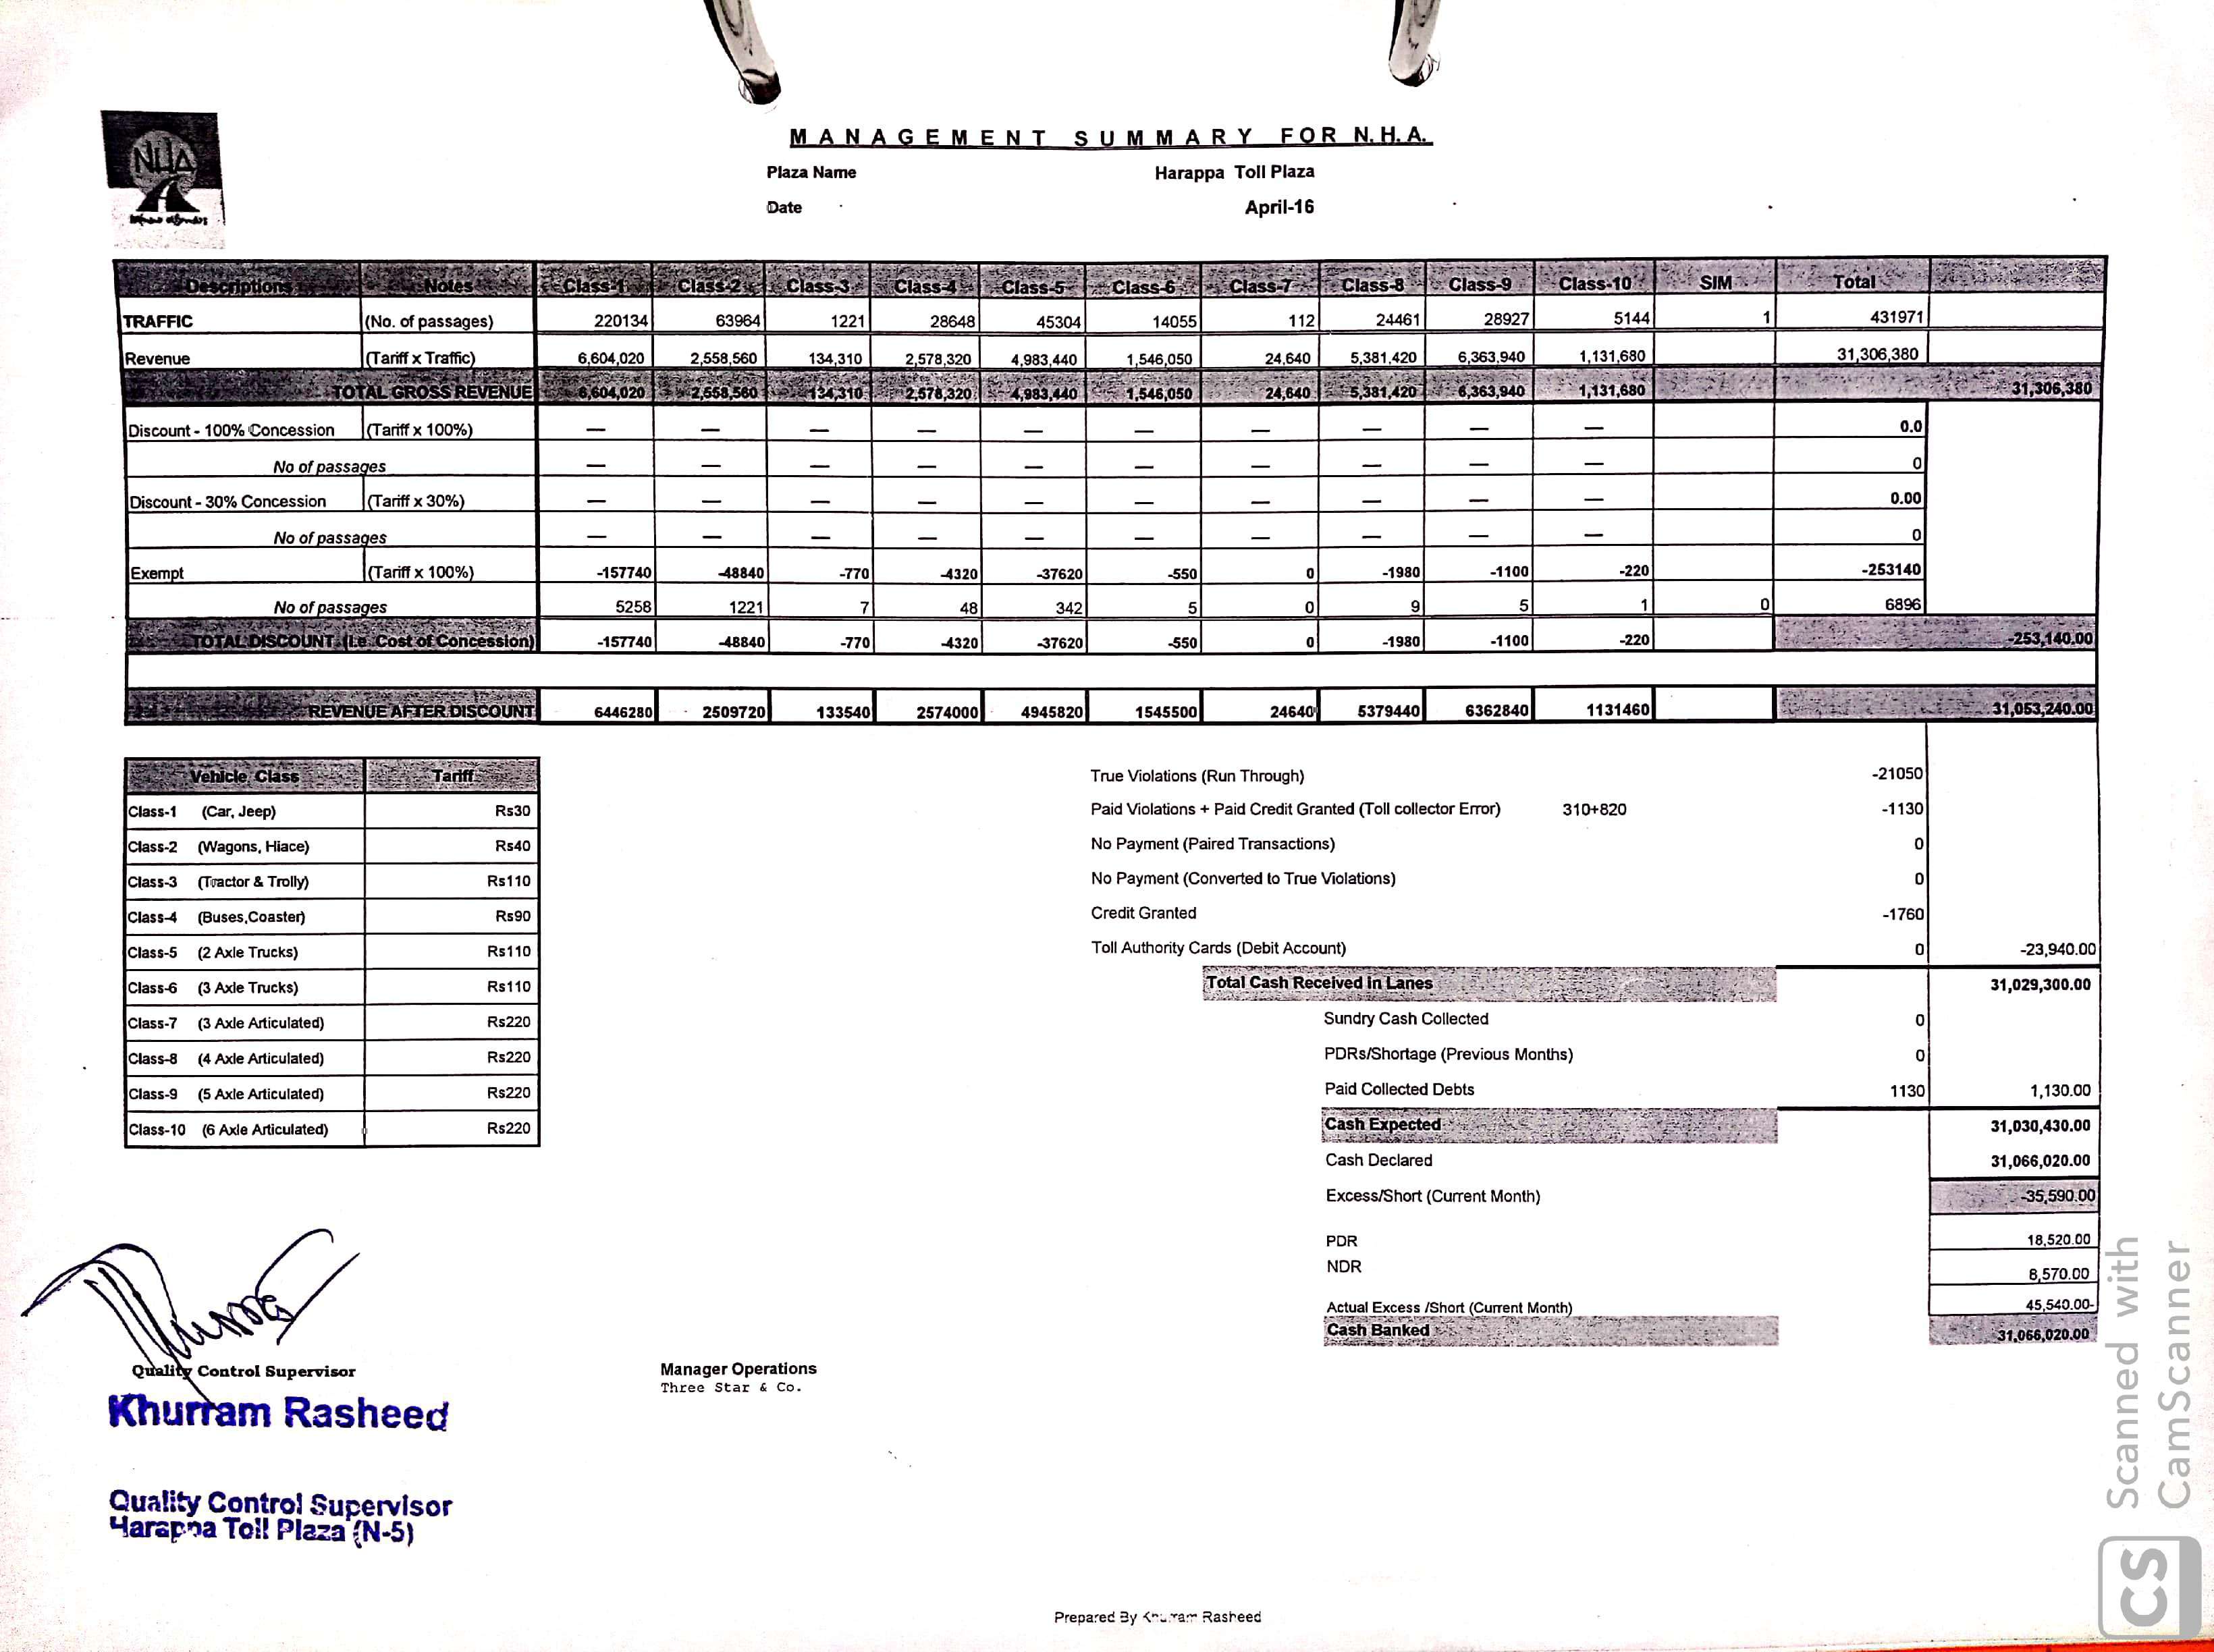 NHA
MANAGEMENT SUMMARY FOR N.H.A.
Plaza Name Harappa Toll Plaza
Date April-16
Descriptions Notes Class-1 Class-2 Class-3 Class-4 Class-5 Class-6 Class-7 Class-8 Class-9 Class-10 SIM Total
TRAFFIC (No. of passages) 220134 63964 1221 28648 45304 14055 112 24461 28927 5144 1 431971
Revenue (Tariff x Traffic) 6,604,020 2,558,560 134,310 2,578,320 4,983,440 1,546,050 24,640 5,381,420 6,363,940 1,131,680 31,306,380
TOTAL GROSS REVENUE 6,604,020 2,558,560 134,310 2,578,320 4,983,440 1,546,050 24,640 5,381,420 6,363,940 1,131,680 31,306,380
Discount - 100% Concession (Tariff x 100%) — — — — — — — — — — 0.0
No of passages — — — — — — — — — — 0
Discount - 30% Concession (Tariff x 30%) — — — — — — — — — — 0.00
No of passages — — — — — — — — — — 0
Exempt (Tariff x 100%) -157740 -48840 -770 -4320 -37620 -550 0 -1980 -1100 -220 -253140
No of passages 5258 1221 7 48 342 5 0 9 5 1 0 6896
TOTAL DISCOUNT (i.e. Cost of Concession) -157740 -48840 -770 -4320 -37620 -550 0 -1980 -1100 -220 -253,140.00
REVENUE AFTER DISCOUNT 6446280 2509720 133540 2574000 4945820 1545500 24640 5379440 6362840 1131460 31,053,240.00
Vehicle Class Tariff
Class-1 (Car, Jeep) Rs30
Class-2 (Wagons, Hiace) Rs40
Class-3 (Tractor & Trolly) Rs110
Class-4 (Buses,Coaster) Rs90
Class-5 (2 Axle Trucks) Rs110
Class-6 (3 Axle Trucks) Rs110
Class-7 (3 Axle Articulated) Rs220
Class-8 (4 Axle Articulated) Rs220
Class-9 (5 Axle Articulated) Rs220
Class-10 (6 Axle Articulated) Rs220
True Violations (Run Through) -21050
Paid Violations + Paid Credit Granted (Toll collector Error) 310+820 -1130
No Payment (Paired Transactions) 0
No Payment (Converted to True Violations) 0
Credit Granted -1760
Toll Authority Cards (Debit Account) 0 -23,940.00
Total Cash Received in Lanes 31,029,300.00
Sundry Cash Collected 0
PDRs/Shortage (Previous Months) 0
Paid Collected Debts 1130 1,130.00
Cash Expected 31,030,430.00
Cash Declared 31,066,020.00
Excess/Short (Current Month) -35,590.00
PDR 18,520.00
NDR 8,570.00
Actual Excess /Short (Current Month) 45,540.00-
Cash Banked 31,066,020.00
Quality Control Supervisor
Khurram Rasheed
Quality Control Supervisor
Harappa Toll Plaza (N-5)
Manager Operations
Three Star & Co.
Prepared By Khurram Rasheed
Scanned with
CamScanner
CS